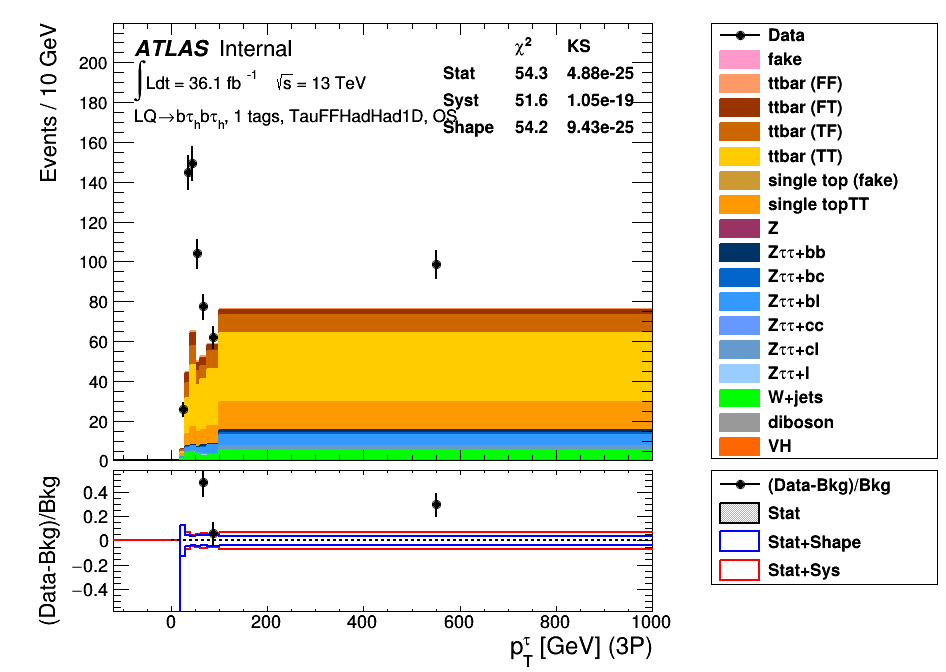 ATLAS Internal
∫Ldt = 36.1 fb⁻¹ √s = 13 TeV
LQ→bτhbτh, 1 tags, TauFFHadHad1D, OS
χ² KS
Stat 54.3 4.88e-25
Syst 51.6 1.05e-19
Shape 54.2 9.43e-25
Events / 10 GeV
200
180
160
140
120
100
80
60
40
20
0
Data
fake
ttbar (FF)
ttbar (FT)
ttbar (TF)
ttbar (TT)
single top (fake)
single topTT
Z
Zττ+bb
Zττ+bc
Zττ+bl
Zττ+cc
Zττ+cl
Zττ+l
W+jets
diboson
VH
(Data-Bkg)/Bkg
0.4
0.2
0
−0.2
−0.4
0 200 400 600 800 1000
pTτ [GeV] (3P)
(Data-Bkg)/Bkg
Stat
Stat+Shape
Stat+Sys